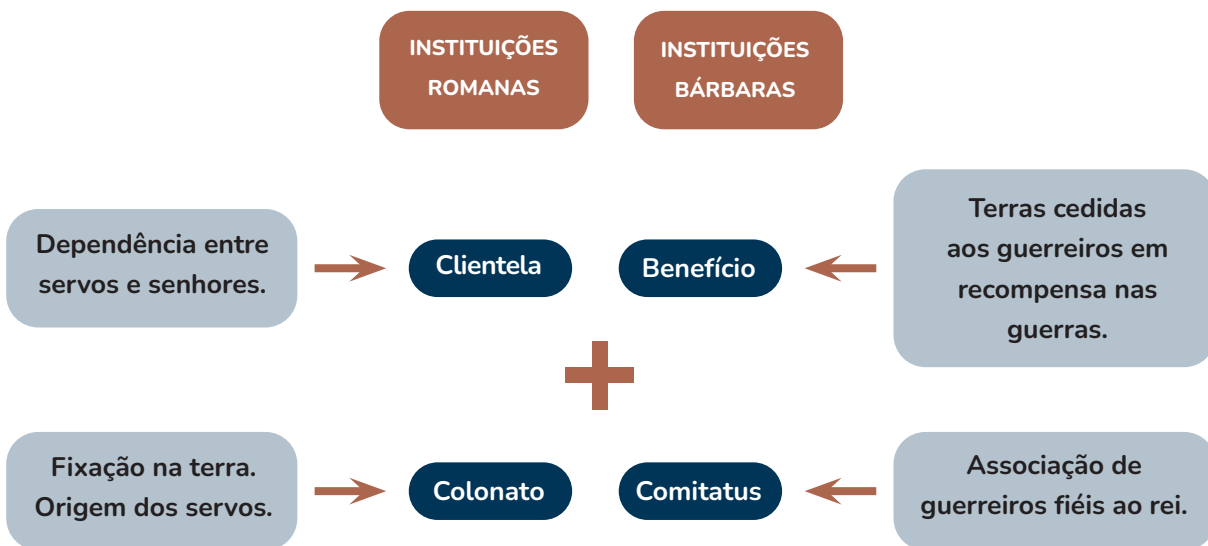 INSTITUIÇÕES
ROMANAS
INSTITUIÇÕES
BÁRBARAS
Dependência entre
servos e senhores.
Clientela
Benefício
Terras cedidas
aos guerreiros em
recompensa nas
guerras.
Fixação na terra.
Origem dos servos.
Colonato
Comitatus
Associação de
guerreiros fiéis ao rei.